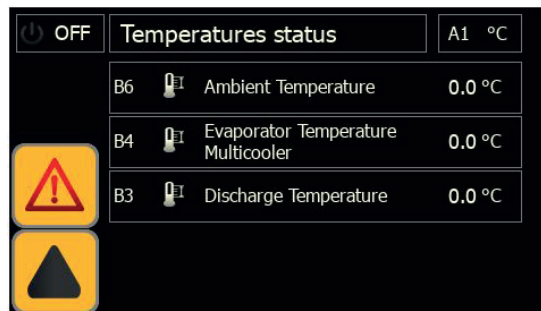 OFF Temperatures status A1 °C
B6 Ambient Temperature 0.0 °C
B4 Evaporator Temperature Multicooler 0.0 °C
B3 Discharge Temperature 0.0 °C